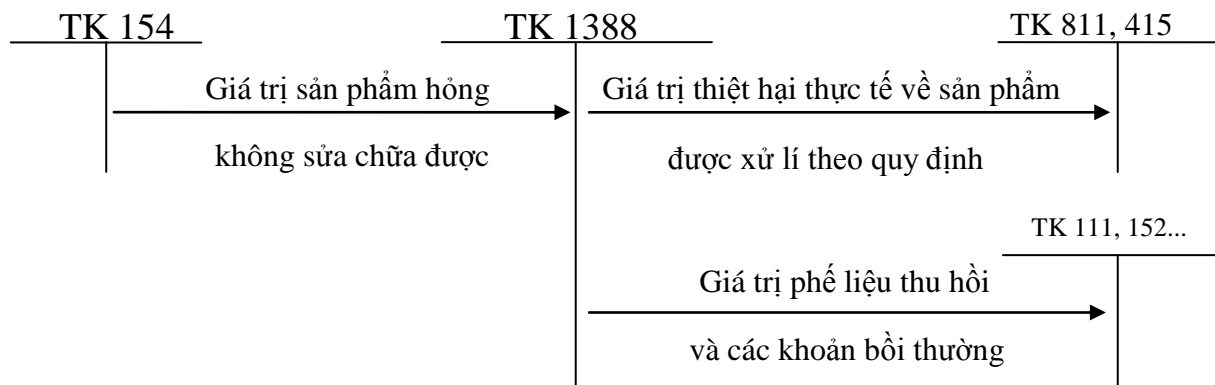 TK 154
TK 1388
TK 811, 415
Giá trị sản phẩm hỏng
không sửa chữa được
Giá trị thiệt hại thực tế về sản phẩm
được xử lí theo quy định
TK 111, 152...
Giá trị phế liệu thu hồi
và các khoản bồi thường